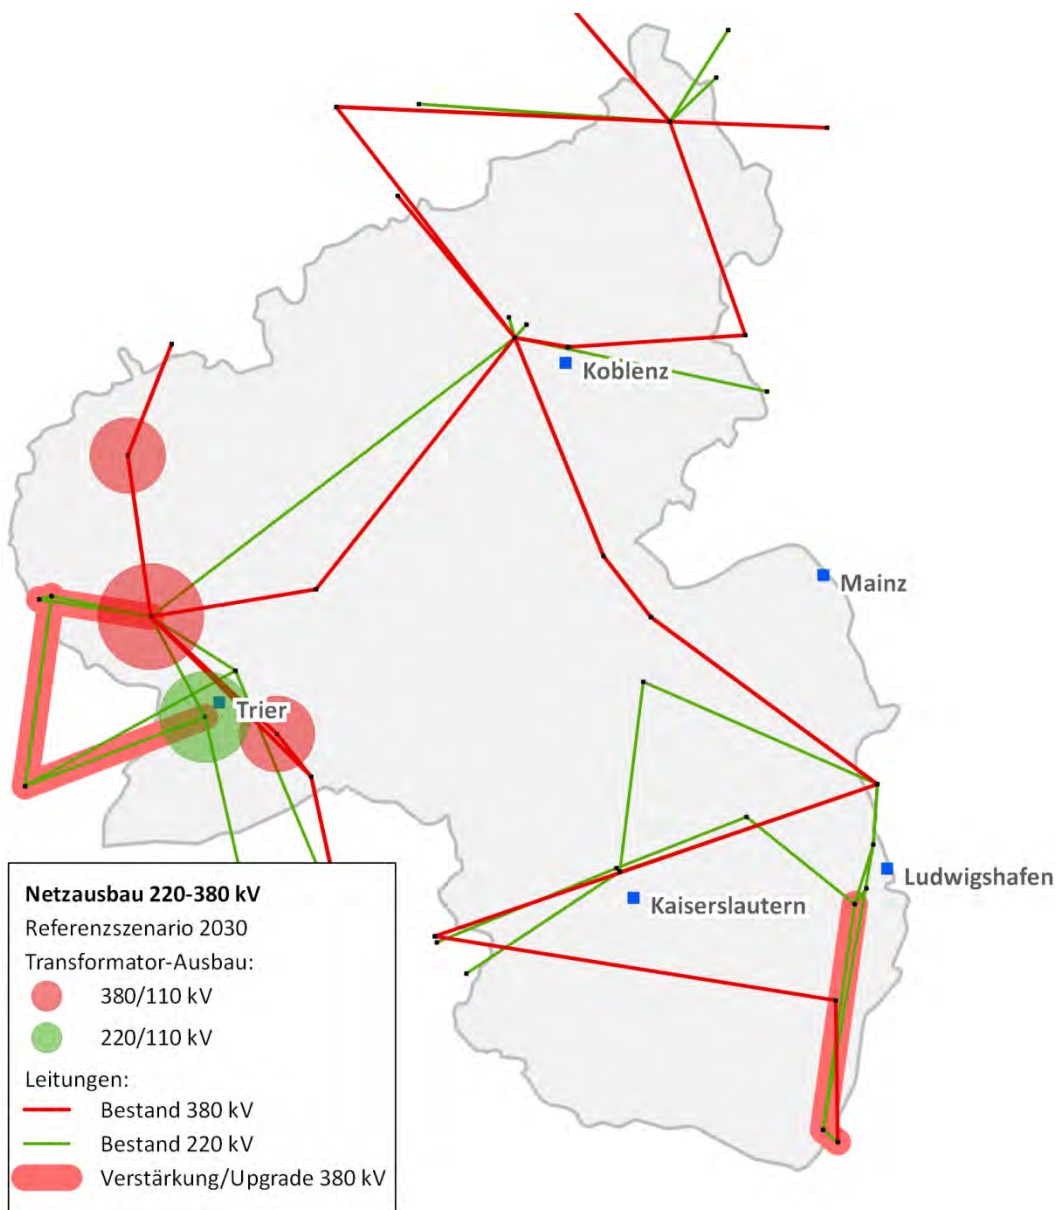 Koblenz
Mainz
Trier
Ludwigshafen
Kaiserslautern
Netzausbau 220-380 kV
Referenzszenario 2030
Transformator-Ausbau:
380/110 kV
220/110 kV
Leitungen:
Bestand 380 kV
Bestand 220 kV
Verstärkung/Upgrade 380 kV